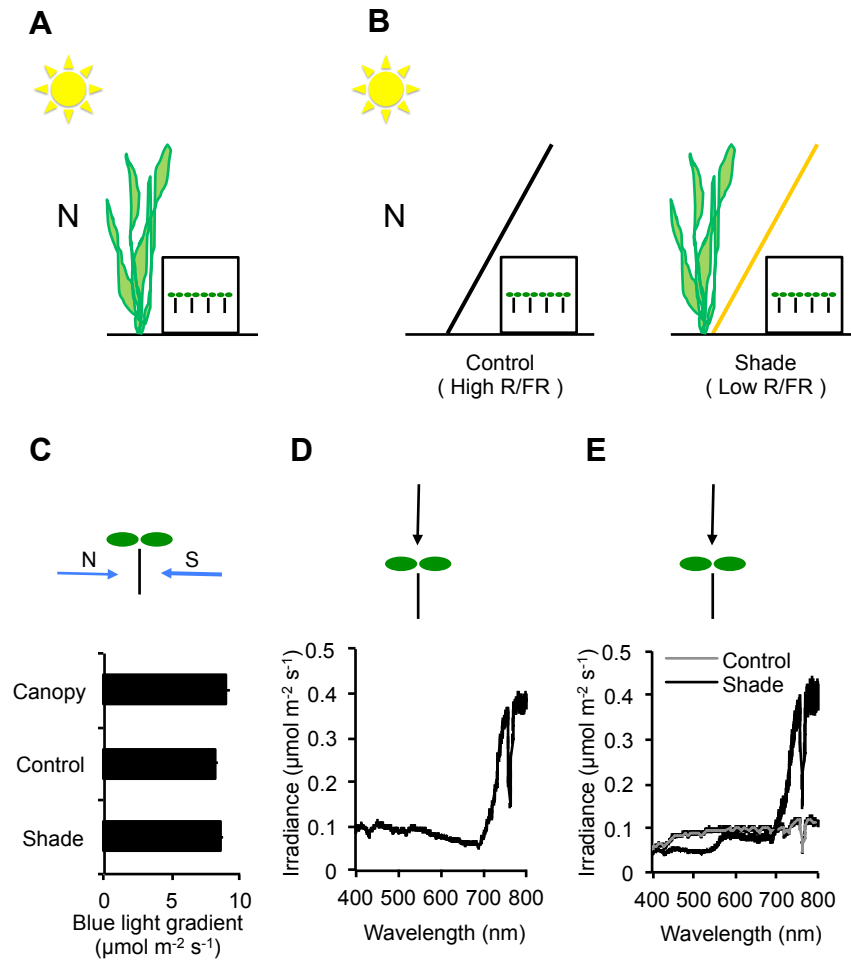 A
B
N
N
Control
( High R/FR )
Shade
( Low R/FR )
C
D
E
N
S
Canopy
Control
Shade
0
5
10
Blue light gradient
(µmol m-2 s-1)
Irradiance (µmol m-2 s-1)
0.5
0.4
0.3
0.2
0.1
0
400 500 600 700 800
Wavelength (nm)
Irradiance (µmol m-2 s-1)
0.5
0.4
0.3
0.2
0.1
0
Control
Shade
400 500 600 700 800
Wavelength (nm)